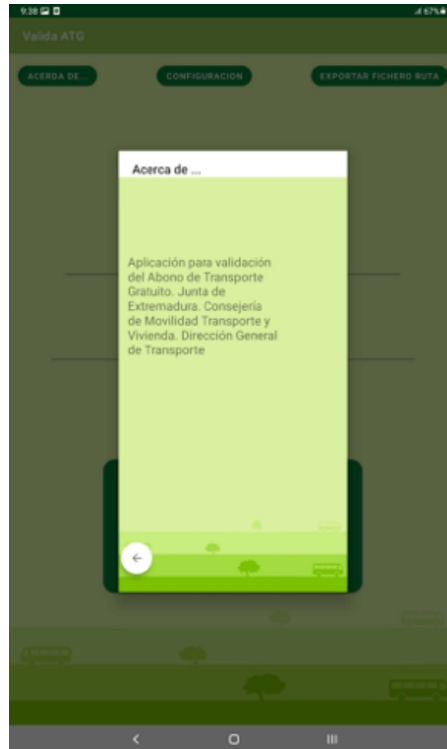 9:38
67%
Valida ATG
ACERDA DE...
CONFIGURACION
EXPORTAR FICHERO RUTA
Acerca de ...
Aplicación para validación
del Abono de Transporte
Gratuito. Junta de
Extremadura. Consejería
de Movilidad Transporte y
Vivienda. Dirección General
de Transporte